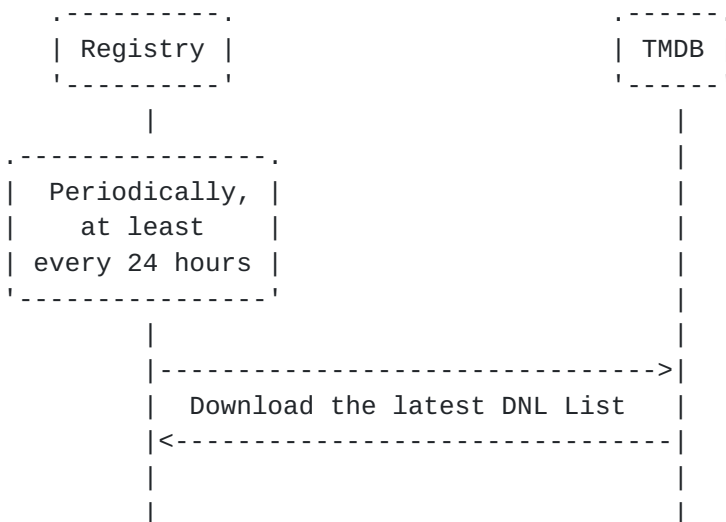 Registry
TMDB
Periodically,
at least
every 24 hours
Download the latest DNL List